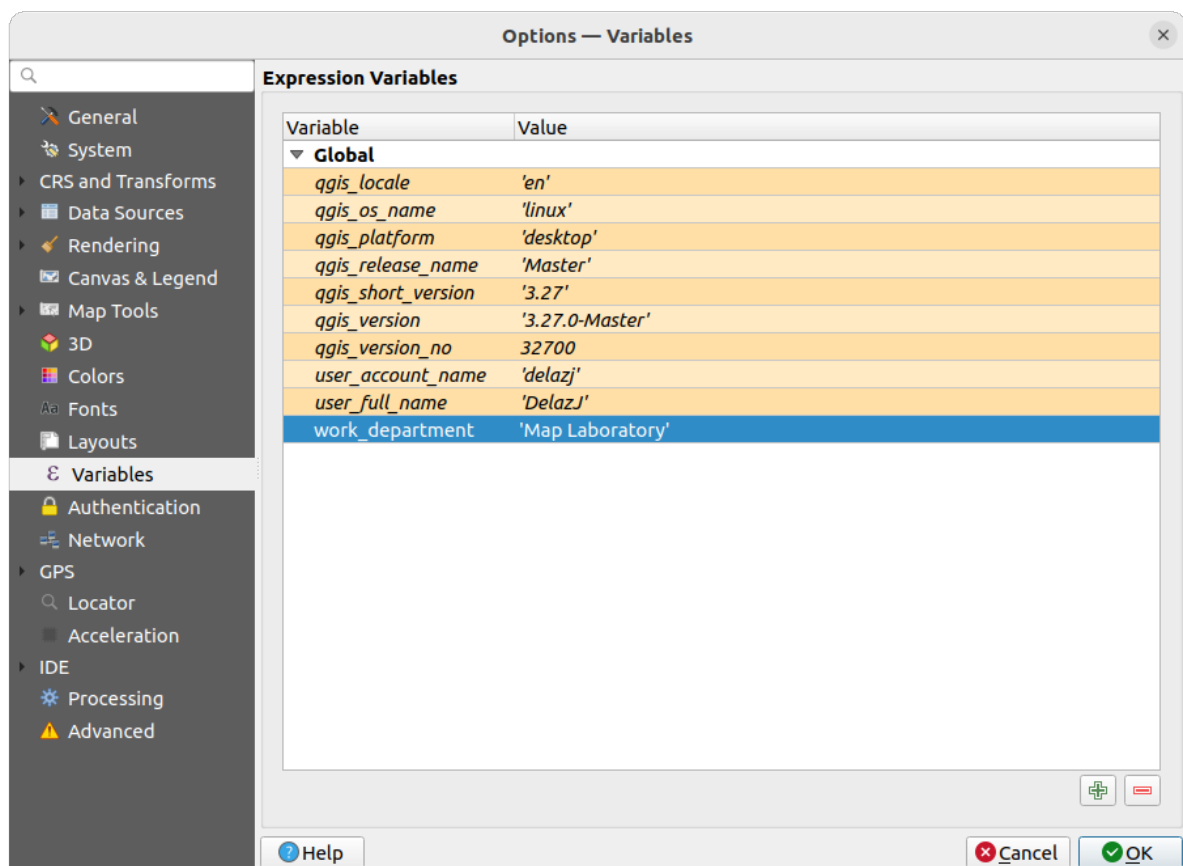 Options — Variables
Expression Variables
General
System
CRS and Transforms
Data Sources
Rendering
Canvas & Legend
Map Tools
3D
Colors
Aa Fonts
Layouts
ε Variables
Authentication
Network
GPS
Locator
Acceleration
IDE
Processing
Advanced
Variable Value
Global
qgis_locale 'en'
qgis_os_name 'linux'
qgis_platform 'desktop'
qgis_release_name 'Master'
qgis_short_version '3.27'
qgis_version '3.27.0-Master'
qgis_version_no 32700
user_account_name 'delazj'
user_full_name 'DelazJ'
work_department 'Map Laboratory'
? Help
Cancel
OK